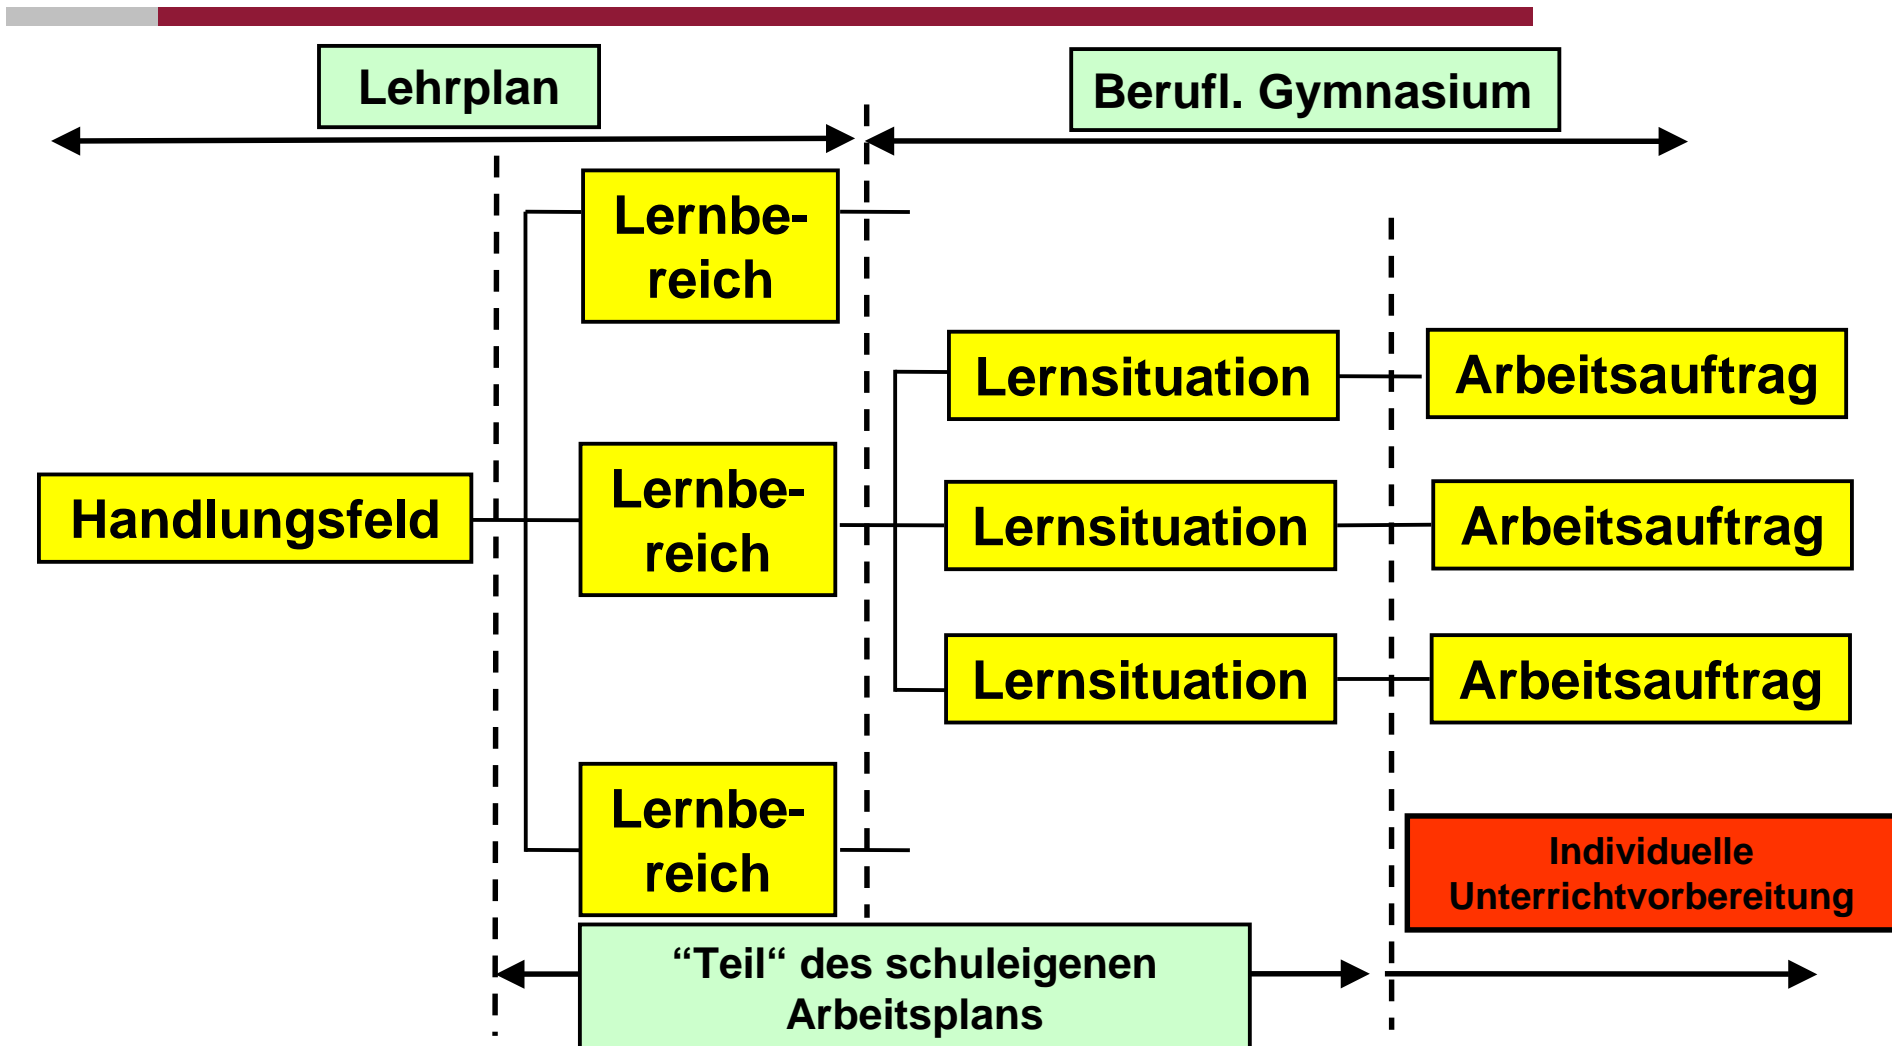 Lehrplan
Berufl. Gymnasium
Lernbe-
reich
Lernsituation
Arbeitsauftrag
Handlungsfeld
Lernbe-
reich
Lernsituation
Arbeitsauftrag
Lernsituation
Arbeitsauftrag
Lernbe-
reich
Individuelle
Unterrichtvorbereitung
“Teil“ des schuleigenen
Arbeitsplans